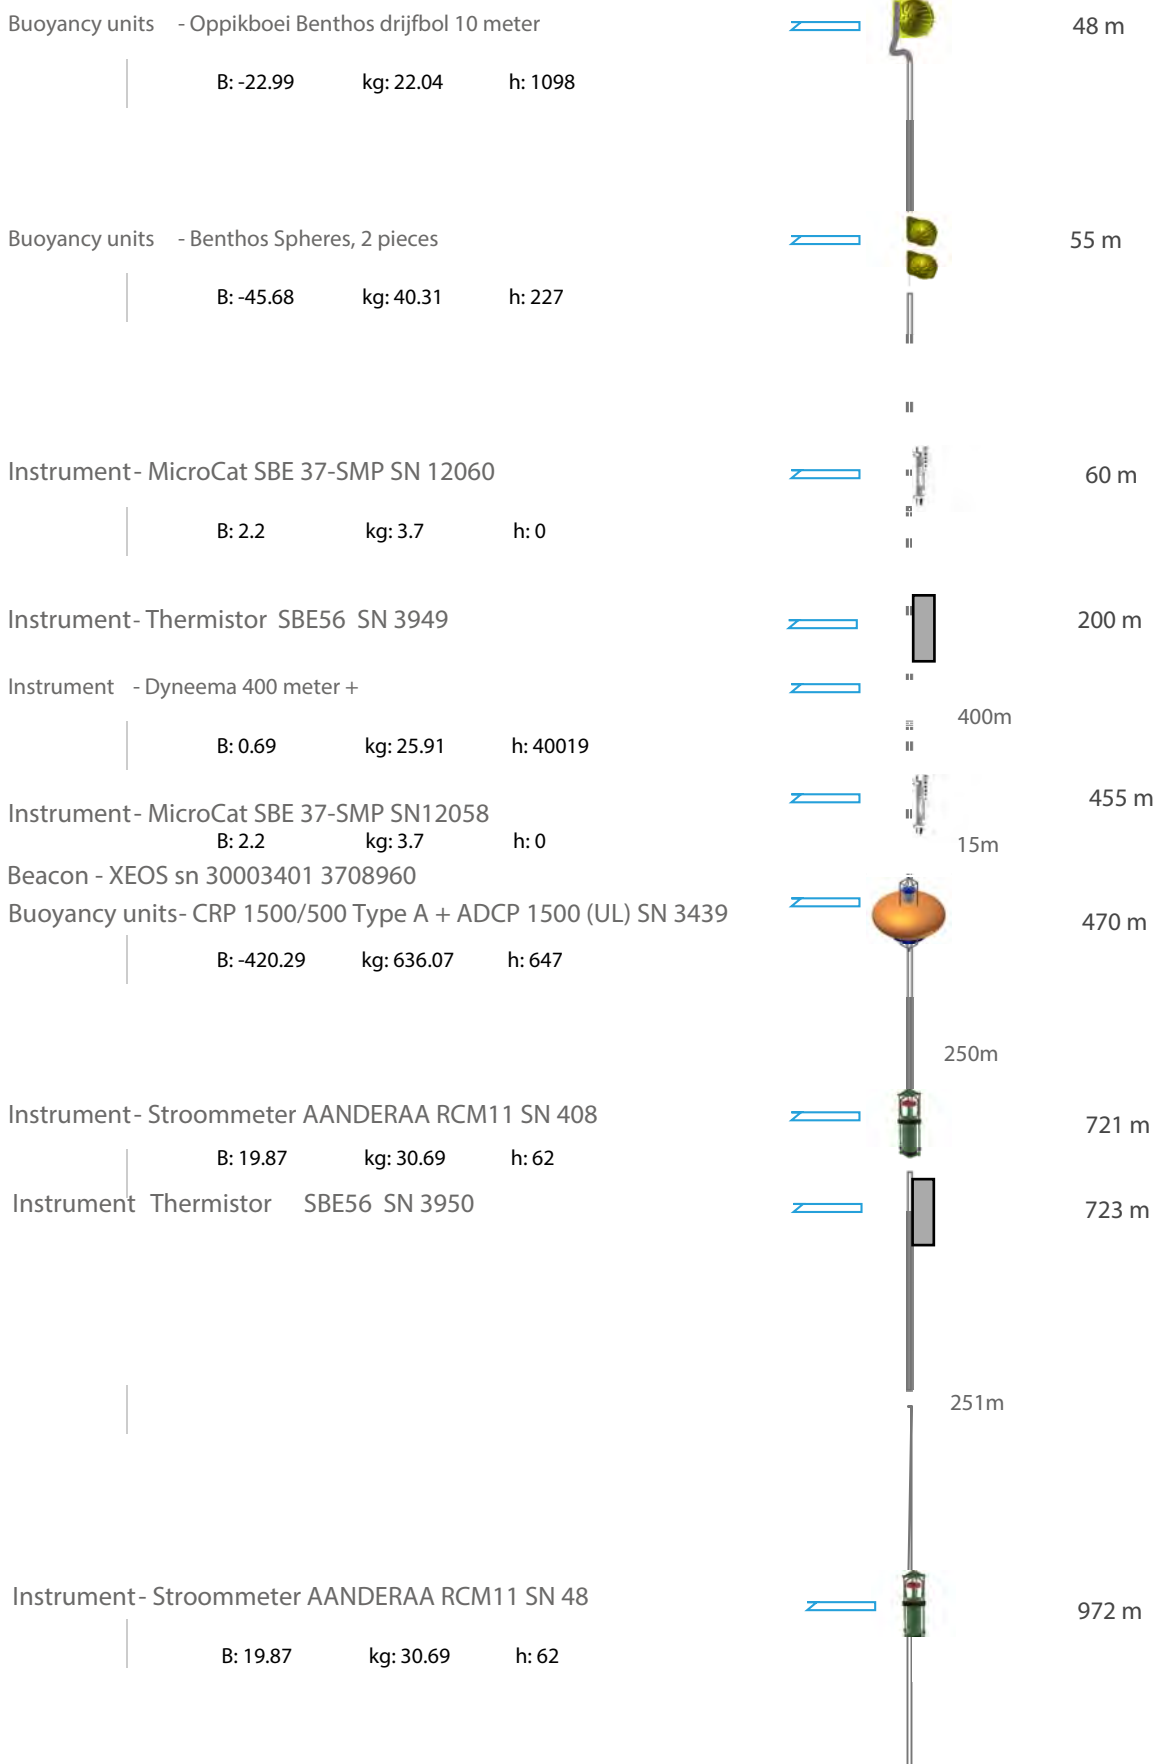 Buoyancy units - Oppikboei Benthos drijfbol 10 meter 48 m
B: -22.99 kg: 22.04 h: 1098
Buoyancy units - Benthos Spheres, 2 pieces 55 m
B: -45.68 kg: 40.31 h: 227
Instrument - MicroCat SBE 37-SMP SN 12060 60 m
B: 2.2 kg: 3.7 h: 0
Instrument - Thermistor SBE56 SN 3949 200 m
Instrument - Dyneema 400 meter +
400m
B: 0.69 kg: 25.91 h: 40019
Instrument - MicroCat SBE 37-SMP SN12058 455 m
B: 2.2 kg: 3.7 h: 0 15m
Beacon - XEOS sn 30003401 3708960
Buoyancy units - CRP 1500/500 Type A + ADCP 1500 (UL) SN 3439 470 m
B: -420.29 kg: 636.07 h: 647
250m
Instrument - Stroommeter AANDERAA RCM11 SN 408 721 m
B: 19.87 kg: 30.69 h: 62
Instrument Thermistor SBE56 SN 3950 723 m
251m
Instrument - Stroommeter AANDERAA RCM11 SN 48 972 m
B: 19.87 kg: 30.69 h: 62